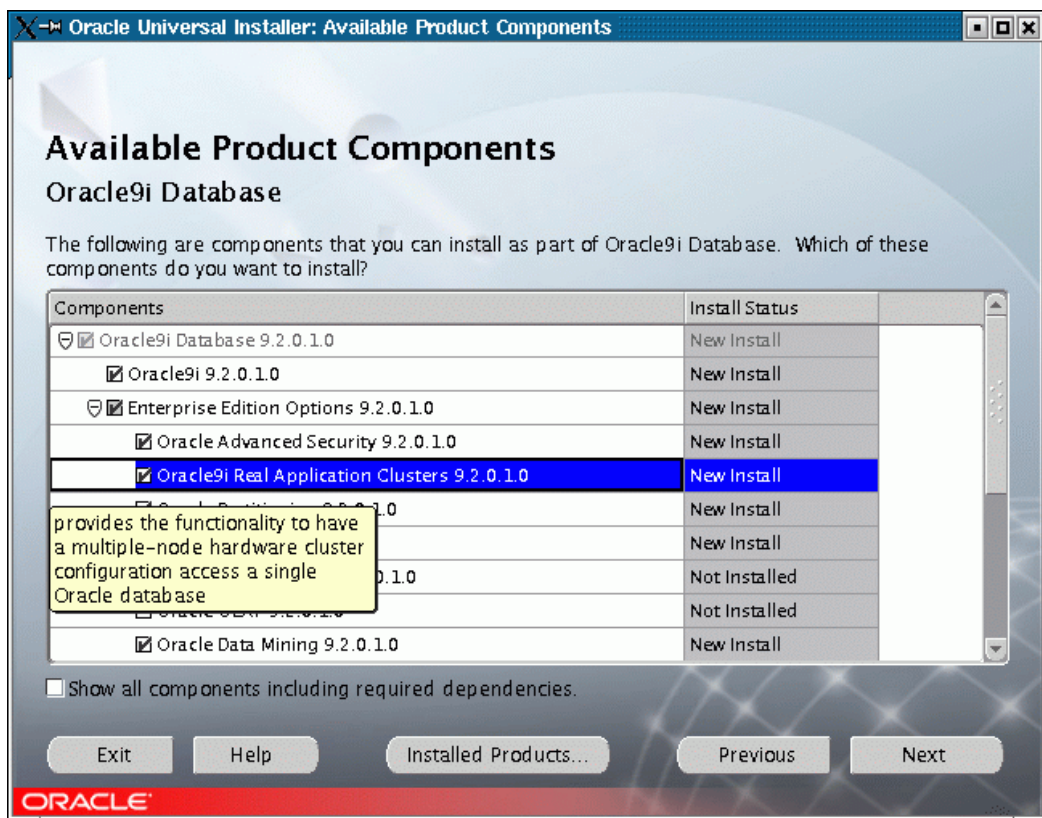 Oracle Universal Installer: Available Product Components
Available Product Components
Oracle9i Database
The following are components that you can install as part of Oracle9i Database. Which of these
components do you want to install?
Components Install Status
Oracle9i Database 9.2.0.1.0 New Install
Oracle9i 9.2.0.1.0 New Install
Enterprise Edition Options 9.2.0.1.0 New Install
Oracle Advanced Security 9.2.0.1.0 New Install
Oracle9i Real Application Clusters 9.2.0.1.0 New Install
New Install
provides the functionality to have
a multiple-node hardware cluster
configuration access a single
Oracle database
New Install
Not Installed
Not Installed
Oracle Data Mining 9.2.0.1.0 New Install
Show all components including required dependencies.
Exit Help Installed Products... Previous Next
ORACLE